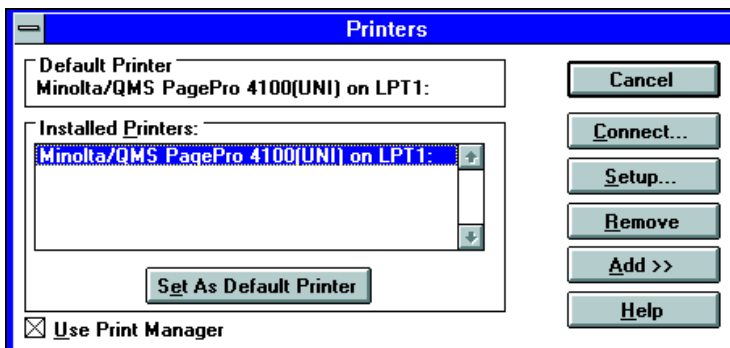 Printers
Default Printer
Minolta/QMS PagePro 4100(UNI) on LPT1:
Installed Printers:
Minolta/QMS PagePro 4100(UNI) on LPT1:
Set As Default Printer
Use Print Manager
Cancel
Connect...
Setup...
Remove
Add >>
Help